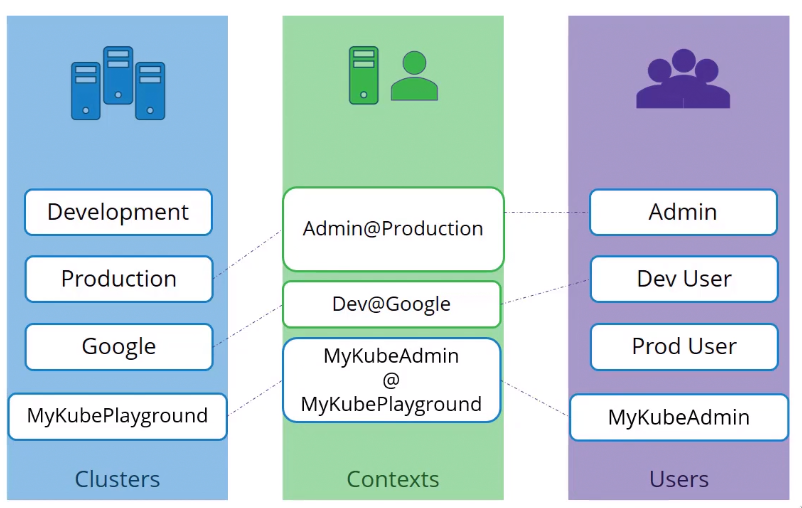 Development
Production
Google
MyKubePlayground
Clusters
Admin@Production
Dev@Google
MyKubeAdmin
@
MyKubePlayground
Contexts
Admin
Dev User
Prod User
MyKubeAdmin
Users